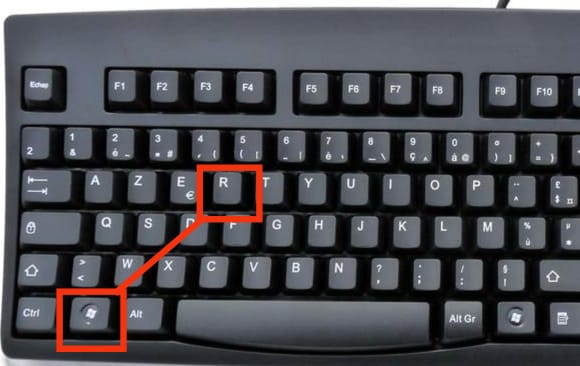 Echap F1 F2 F3 F4 F5 F6 F7 F8 F9 F10
1 2 3 4 5 6 7 8 9 0 ° +
2 & é ~ " # ' { ( [ - | è ` _ \ ç ^ à @ ) ] = }
A Z E € R T Y U I O P ¨ ^ £ $ ¤
Q S D F G H J K L M % ù µ *
> < W X C V B N ? , . ; / : § !
Ctrl Alt Alt Gr